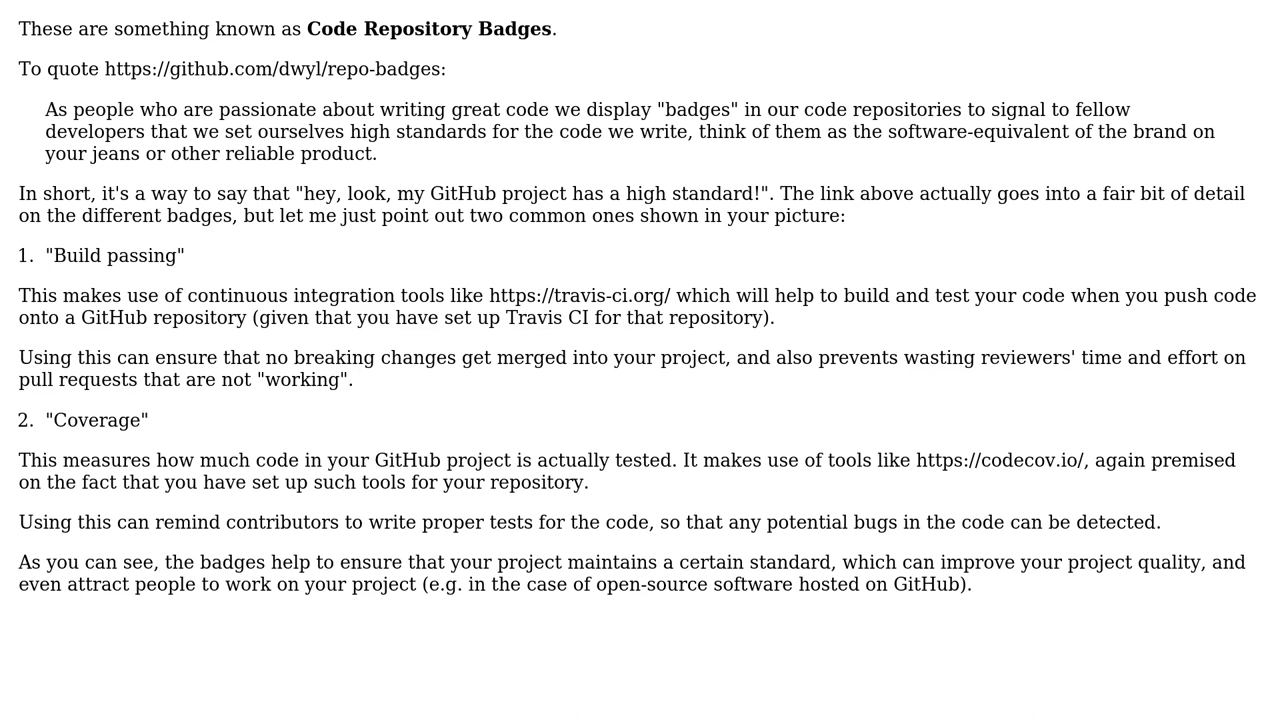 These are something known as Code Repository Badges.
To quote https://github.com/dwyl/repo-badges:
As people who are passionate about writing great code we display "badges" in our code repositories to signal to fellow
developers that we set ourselves high standards for the code we write, think of them as the software-equivalent of the brand on
your jeans or other reliable product.
In short, it's a way to say that "hey, look, my GitHub project has a high standard!". The link above actually goes into a fair bit of detail
on the different badges, but let me just point out two common ones shown in your picture:
1. "Build passing"
This makes use of continuous integration tools like https://travis-ci.org/ which will help to build and test your code when you push code
onto a GitHub repository (given that you have set up Travis CI for that repository).
Using this can ensure that no breaking changes get merged into your project, and also prevents wasting reviewers' time and effort on
pull requests that are not "working".
2. "Coverage"
This measures how much code in your GitHub project is actually tested. It makes use of tools like https://codecov.io/, again premised
on the fact that you have set up such tools for your repository.
Using this can remind contributors to write proper tests for the code, so that any potential bugs in the code can be detected.
As you can see, the badges help to ensure that your project maintains a certain standard, which can improve your project quality, and
even attract people to work on your project (e.g. in the case of open-source software hosted on GitHub).